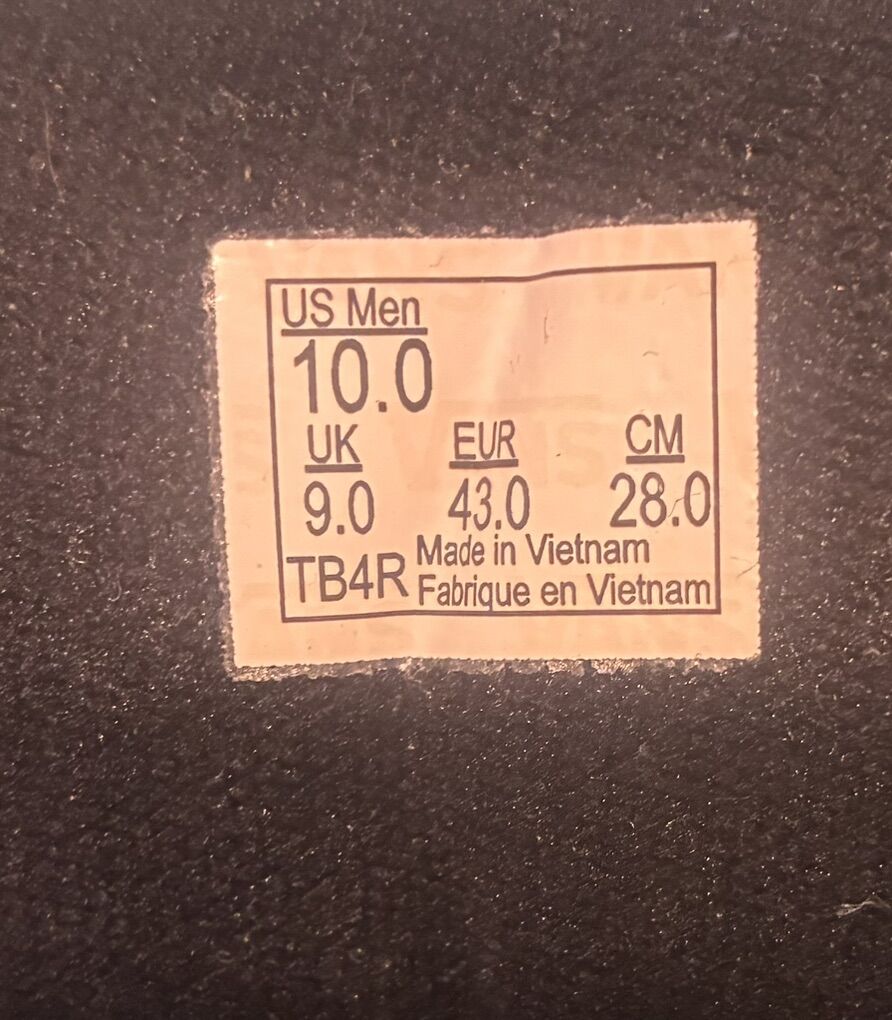 US Men
10.0
UK EUR CM
9.0 43.0 28.0
TB4R Made in Vietnam
Fabrique en Vietnam